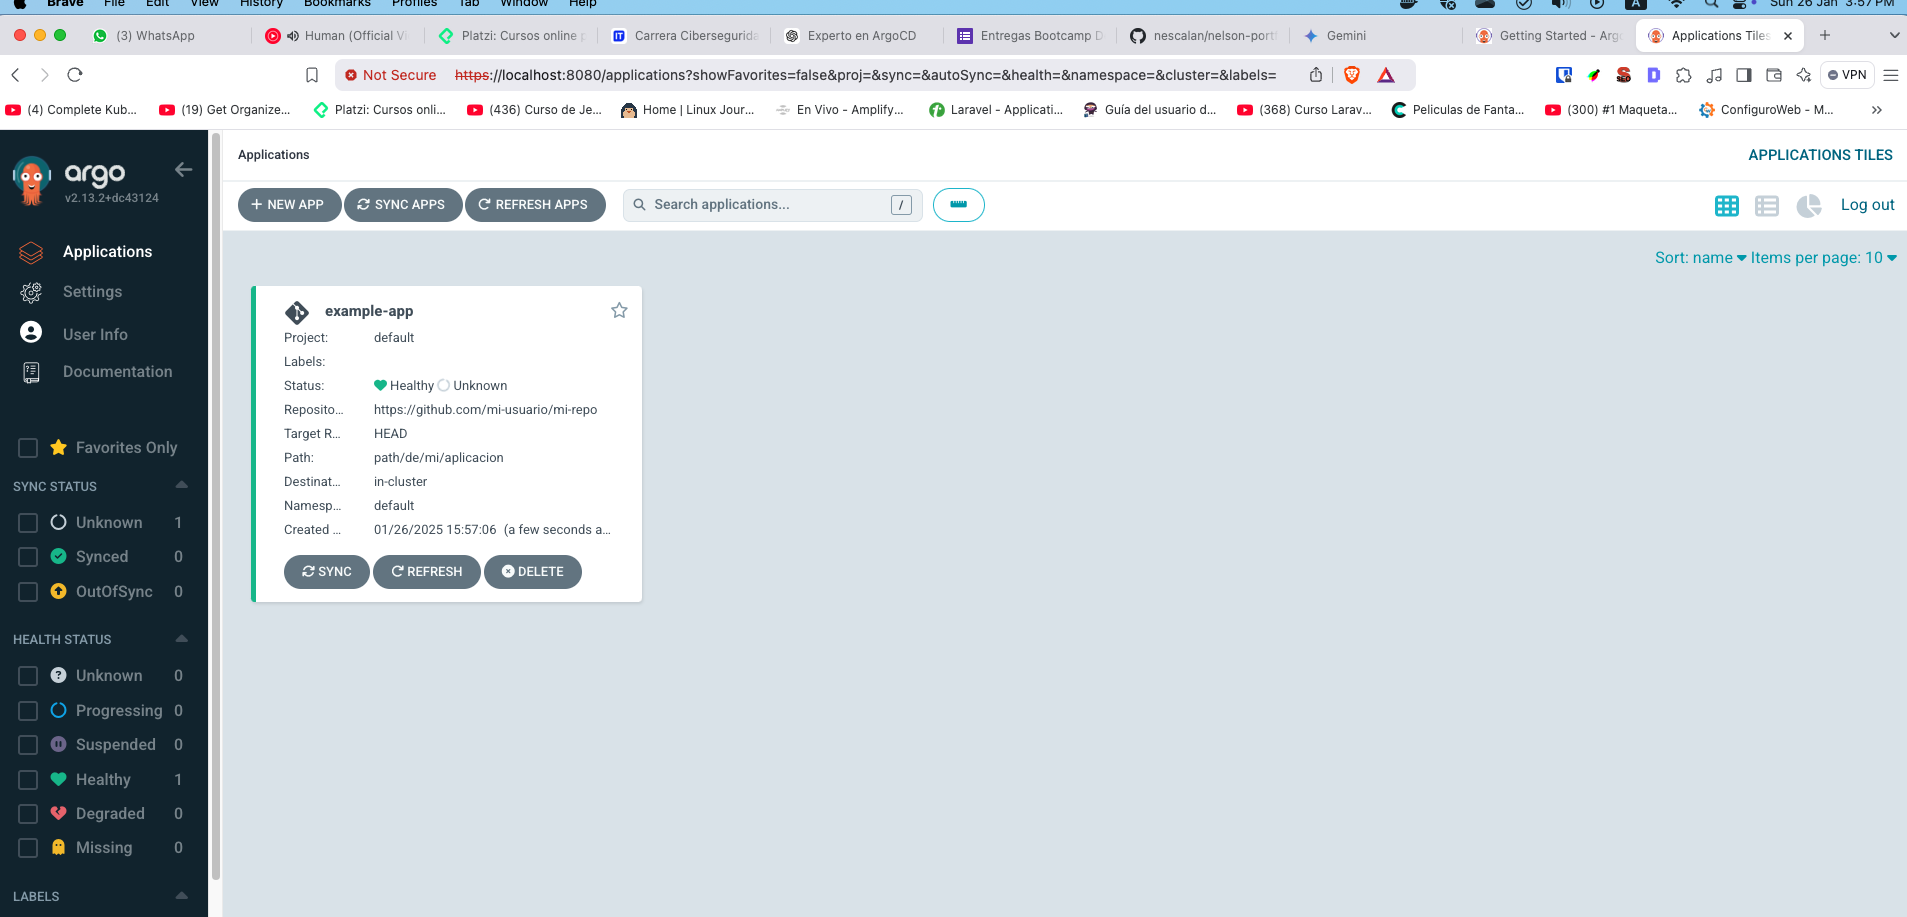 Brave File Edit View History Bookmarks Profiles Tab Window Help A Sun 26 Jan 3:57 PM
(3) WhatsApp
Human (Official Vi
Platzi: Cursos online p
Carrera Cibersegurida
Experto en ArgoCD
Entregas Bootcamp D
nescalan/nelson-portf
Gemini
Getting Started - Argo
Applications Tiles
Not Secure https://localhost:8080/applications?showFavorites=false&proj=&sync=&autoSync=&health=&namespace=&cluster=&labels= VPN
(4) Complete Kub...
(19) Get Organize...
Platzi: Cursos onli...
(436) Curso de Je...
Home | Linux Jour...
En Vivo - Amplify...
Laravel - Applicati...
Guía del usuario d...
(368) Curso Larav...
Peliculas de Fanta...
(300) #1 Maqueta...
ConfiguroWeb - M...
»
argo
v2.13.2+dc43124
Applications
Settings
User Info
Documentation
Favorites Only
SYNC STATUS
Unknown 1
Synced 0
OutOfSync 0
HEALTH STATUS
Unknown 0
Progressing 0
Suspended 0
Healthy 1
Degraded 0
Missing 0
LABELS
Applications
APPLICATIONS TILES
NEW APP
SYNC APPS
REFRESH APPS
Search applications... /
Log out
Sort: name Items per page: 10
example-app
Project: default
Labels:
Status: Healthy Unknown
Reposito... https://github.com/mi-usuario/mi-repo
Target R... HEAD
Path: path/de/mi/aplicacion
Destinat... in-cluster
Namesp... default
Created ... 01/26/2025 15:57:06 (a few seconds a...
SYNC
REFRESH
DELETE